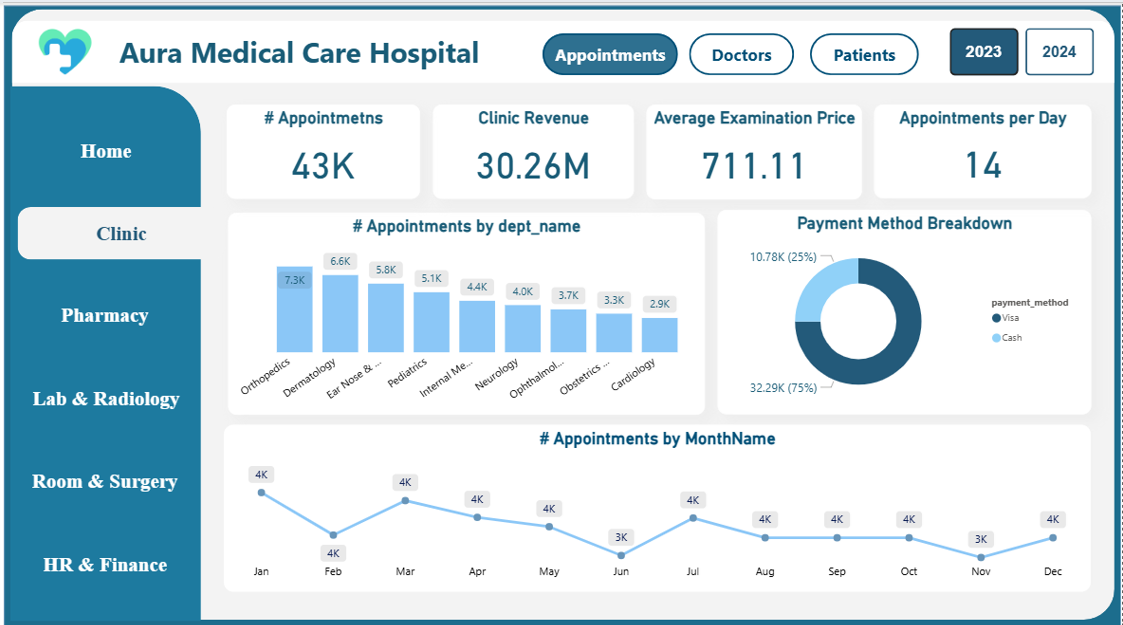 Aura Medical Care Hospital
Appointments
Doctors
Patients
2023
2024
Home
Clinic
Pharmacy
Lab & Radiology
Room & Surgery
HR & Finance
# Appointmetns
43K
Clinic Revenue
30.26M
Average Examination Price
711.11
Appointments per Day
14
# Appointments by dept_name
7.3K
6.6K
5.8K
5.1K
4.4K
4.0K
3.7K
3.3K
2.9K
Orthopedics
Dermatology
Ear Nose & ...
Pediatrics
Internal Me...
Neurology
Ophthalmol...
Obstetrics ...
Cardiology
Payment Method Breakdown
10.78K (25%)
32.29K (75%)
payment_method
Visa
Cash
# Appointments by MonthName
4K
4K
4K
4K
4K
3K
4K
4K
4K
4K
3K
4K
Jan
Feb
Mar
Apr
May
Jun
Jul
Aug
Sep
Oct
Nov
Dec